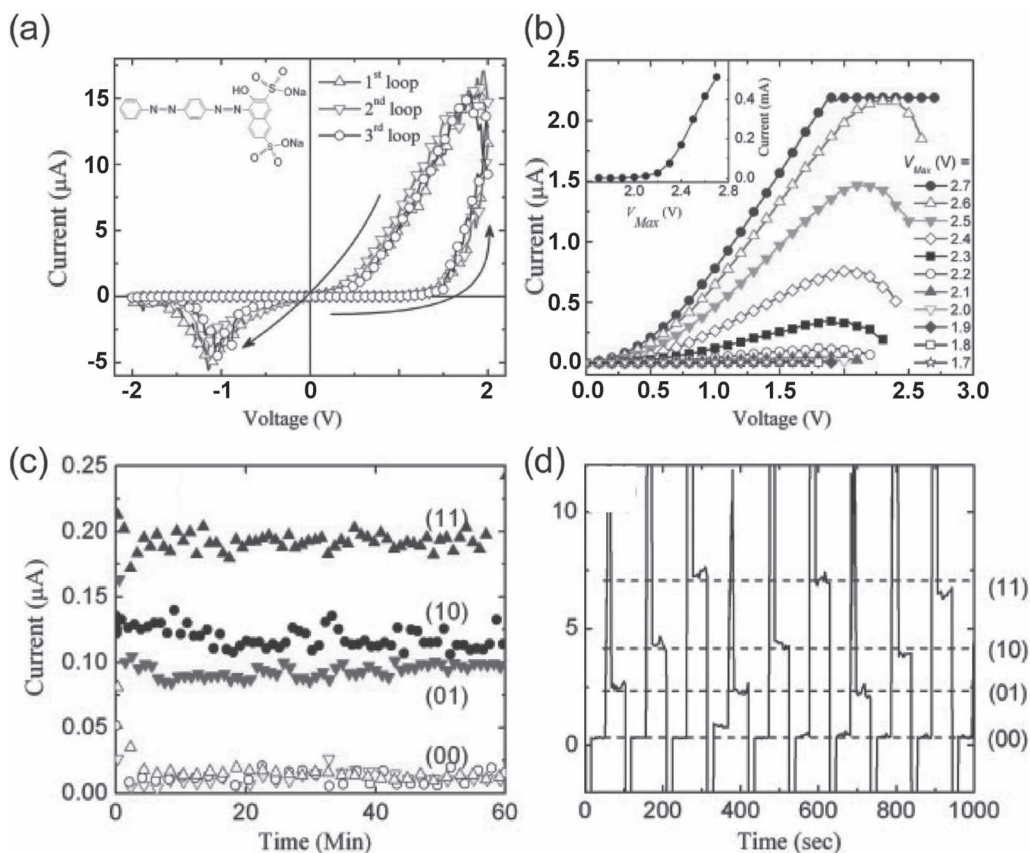 (a)
Current (μA)
15
10
5
0
-5
-2
-1
0
1
2
Voltage (V)
N=N
N=N
HO
O
S
O
ONa
ONa
S
O
O
1st loop
2nd loop
3rd loop
(b)
Current (μA)
2.5
2.0
1.5
1.0
0.5
0.0
0.0
0.5
1.0
1.5
2.0
2.5
3.0
Voltage (V)
2.0
2.4
2.8
VMax (V)
0.4
0.2
0.0
Current (mA)
VMax (V) =
2.7
2.6
2.5
2.4
2.3
2.2
2.1
2.0
1.9
1.8
1.7
(c)
Current (μA)
0.25
0.20
0.15
0.10
0.05
0.00
0
20
40
60
Time (Min)
(11)
(10)
(01)
(00)
(d)
10
5
0
0
200
400
600
800
1000
Time (sec)
(11)
(10)
(01)
(00)